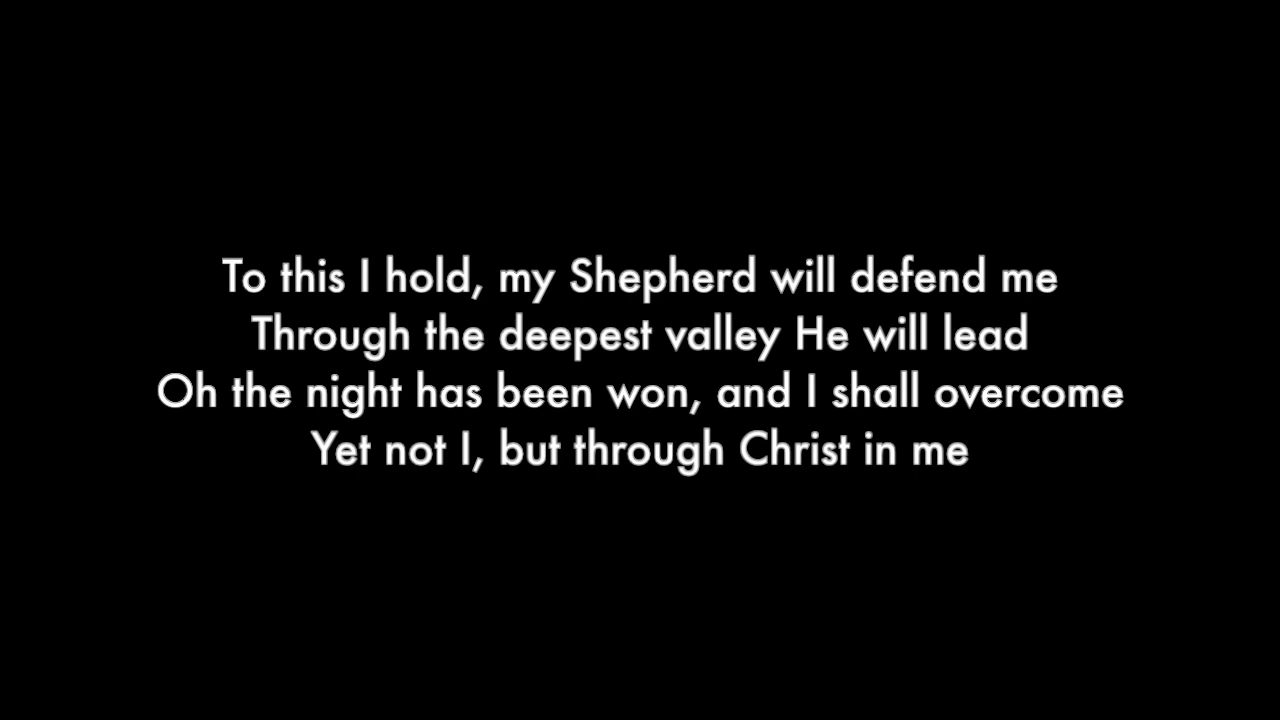 To this I hold, my Shepherd will defend me
Through the deepest valley He will lead
Oh the night has been won, and I shall overcome
Yet not I, but through Christ in me